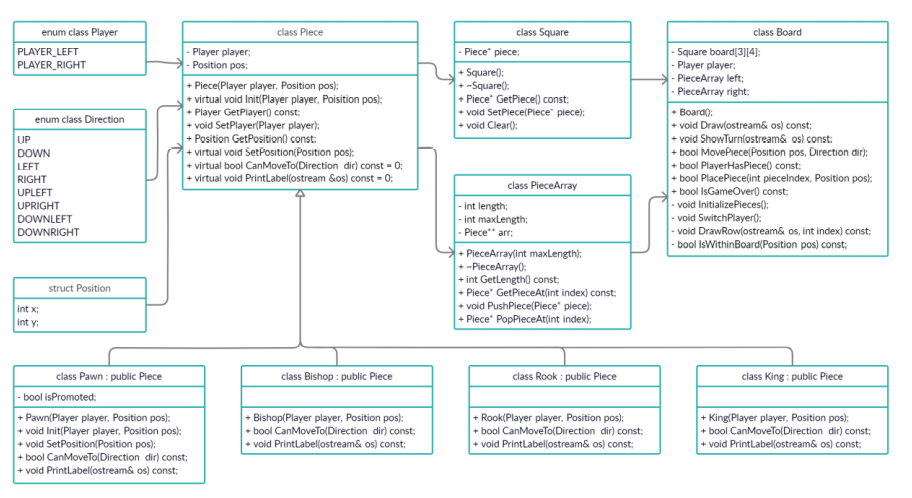 enum class Player
PLAYER_LEFT
PLAYER_RIGHT
enum class Direction
UP
DOWN
LEFT
RIGHT
UPLEFT
UPRIGHT
DOWNLEFT
DOWNRIGHT
struct Position
int x;
int y;
class Piece
- Player player;
- Position pos;
+ Piece(Player player, Position pos);
+ virtual void Init(Player player, Poisition pos);
+ Player GetPlayer() const;
+ void SetPlayer(Player player);
+ Position GetPosition() const;
+ virtual void SetPosition(Position pos);
+ virtual bool CanMoveTo(Direction dir) const = 0;
+ virtual void PrintLabel(ostream &os) const = 0;
class Square
- Piece* piece;
+ Square();
+ ~Square();
+ Piece* GetPiece() const;
+ void SetPiece(Piece* piece);
+ void Clear();
class PieceArray
- int length;
- int maxLength;
- Piece** arr;
+ PieceArray(int maxLength);
+ ~PieceArray();
+ int GetLength() const;
+ Piece* GetPieceAt(int index) const;
+ void PushPiece(Piece* piece);
+ Piece* PopPieceAt(int index);
class Board
- Square board[3][4];
- Player player;
- PieceArray left;
- PieceArray right;
+ Board();
+ void Draw(ostream& os) const;
+ void ShowTurn(ostream& os) const;
+ bool MovePiece(Position pos, Direction dir);
+ bool PlayerHasPiece() const;
+ bool PlacePiece(int pieceIndex, Position pos);
+ bool IsGameOver() const;
- void InitializePieces();
- void SwitchPlayer();
- void DrawRow(ostream& os, int index) const;
- bool IsWithinBoard(Position pos) const;
class Pawn : public Piece
- bool isPromoted;
+ Pawn(Player player, Position pos);
+ void Init(Player player, Position pos);
+ void SetPosition(Position pos);
+ bool CanMoveTo(Direction dir) const;
+ void PrintLabel(ostream& os) const;
class Bishop : public Piece
+ Bishop(Player player, Position pos);
+ bool CanMoveTo(Direction dir) const;
+ void PrintLabel(ostream& os) const;
class Rook : public Piece
+ Rook(Player player, Position pos);
+ bool CanMoveTo(Direction dir) const;
+ void PrintLabel(ostream& os) const;
class King : public Piece
+ King(Player player, Position pos);
+ bool CanMoveTo(Direction dir) const;
+ void PrintLabel(ostream& os) const;